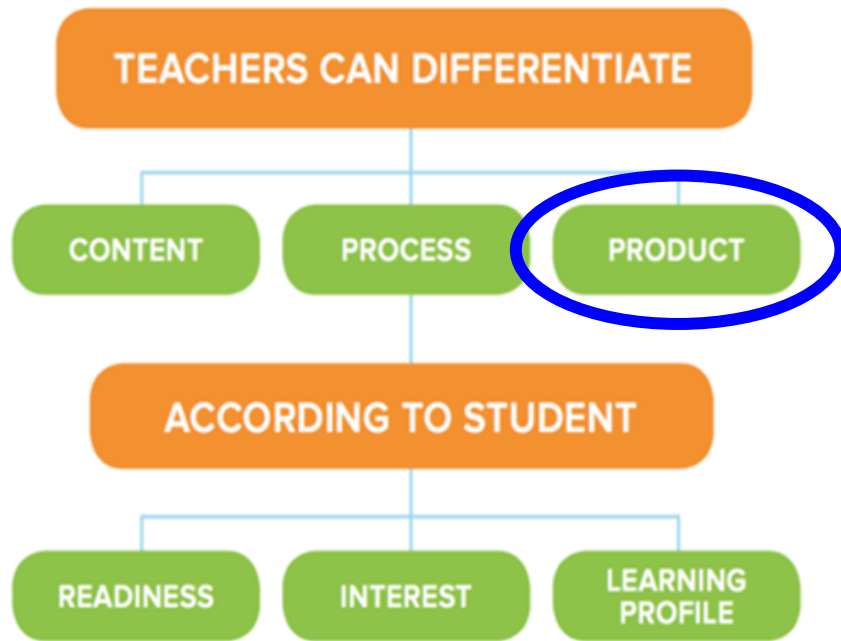 TEACHERS CAN DIFFERENTIATE
CONTENT
PROCESS
PRODUCT
ACCORDING TO STUDENT
READINESS
INTEREST
LEARNING
PROFILE